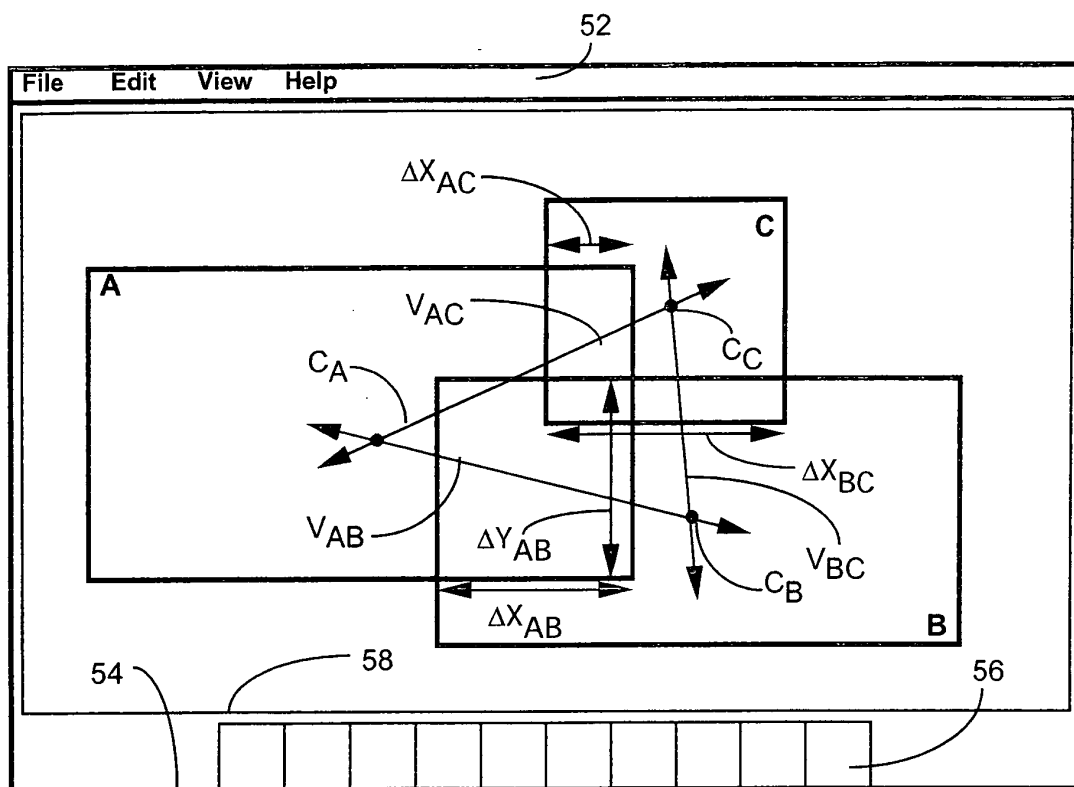 52
File Edit View Help
ΔXAC
C
A
VAC
CC
CA
ΔXBC
VAB
ΔYAB
VBC
CB
ΔXAB
B
58
54
56